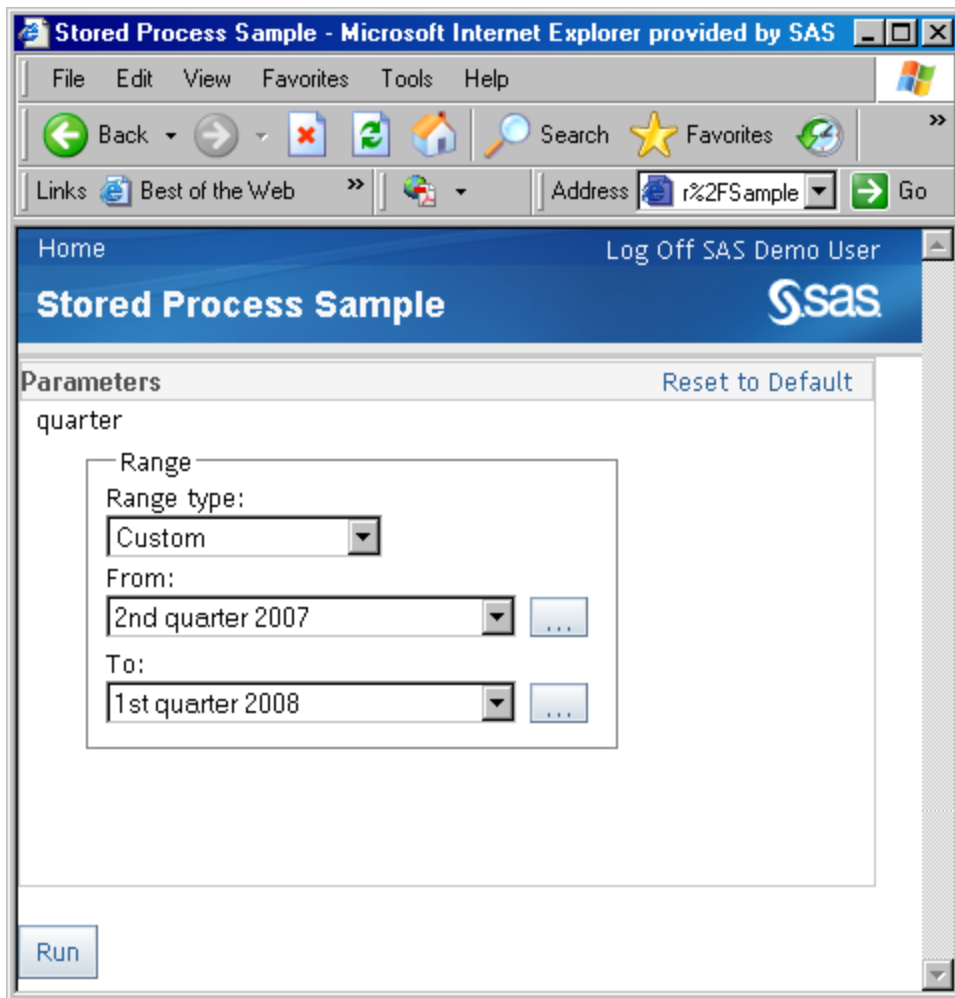 Stored Process Sample - Microsoft Internet Explorer provided by SAS
File Edit View Favorites Tools Help
Back Search Favorites »
Links Best of the Web » Address r%2FSample Go
Home Log Off SAS Demo User
Stored Process Sample sas
Parameters Reset to Default
quarter
Range
Range type:
Custom
From:
2nd quarter 2007 ...
To:
1st quarter 2008 ...
Run